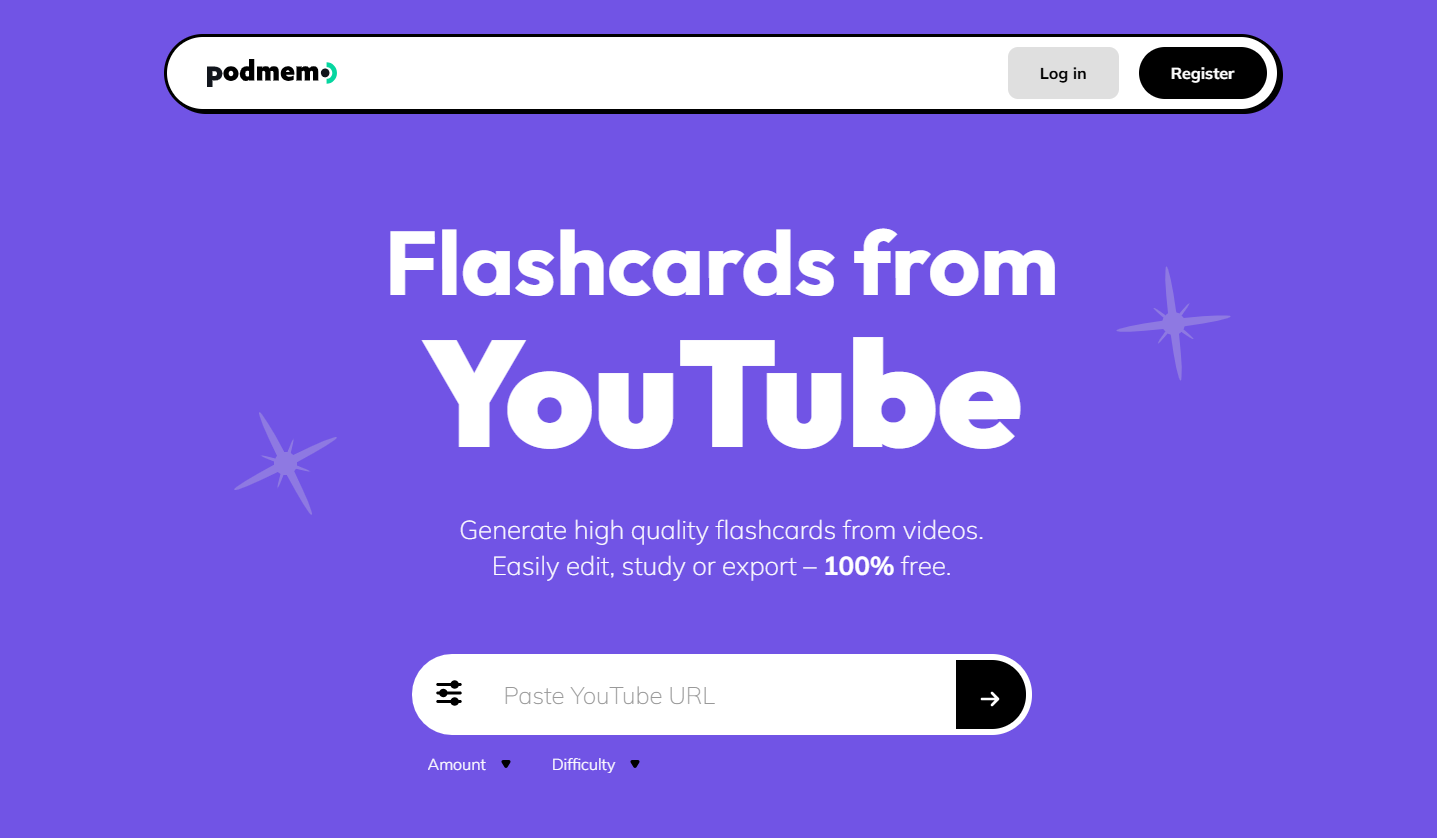 podmem
Log in
Register
Flashcards from
YouTube
Generate high quality flashcards from videos.
Easily edit, study or export – 100% free.
Paste YouTube URL
Amount
Difficulty